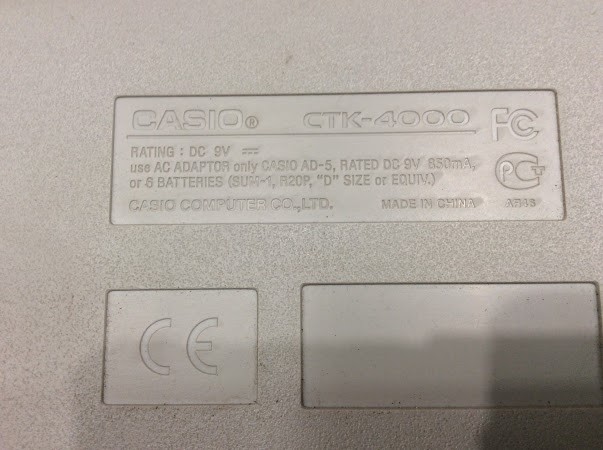 CASIO® CTK-4000 FC
RATING : DC 9V ⎓
use AC ADAPTOR only CASIO AD-5, RATED DC 9V 850mA,
or 6 BATTERIES (SUM-1, R20P, "D" SIZE or EQUIV.)
CASIO COMPUTER CO.,LTD. MADE IN CHINA
CE